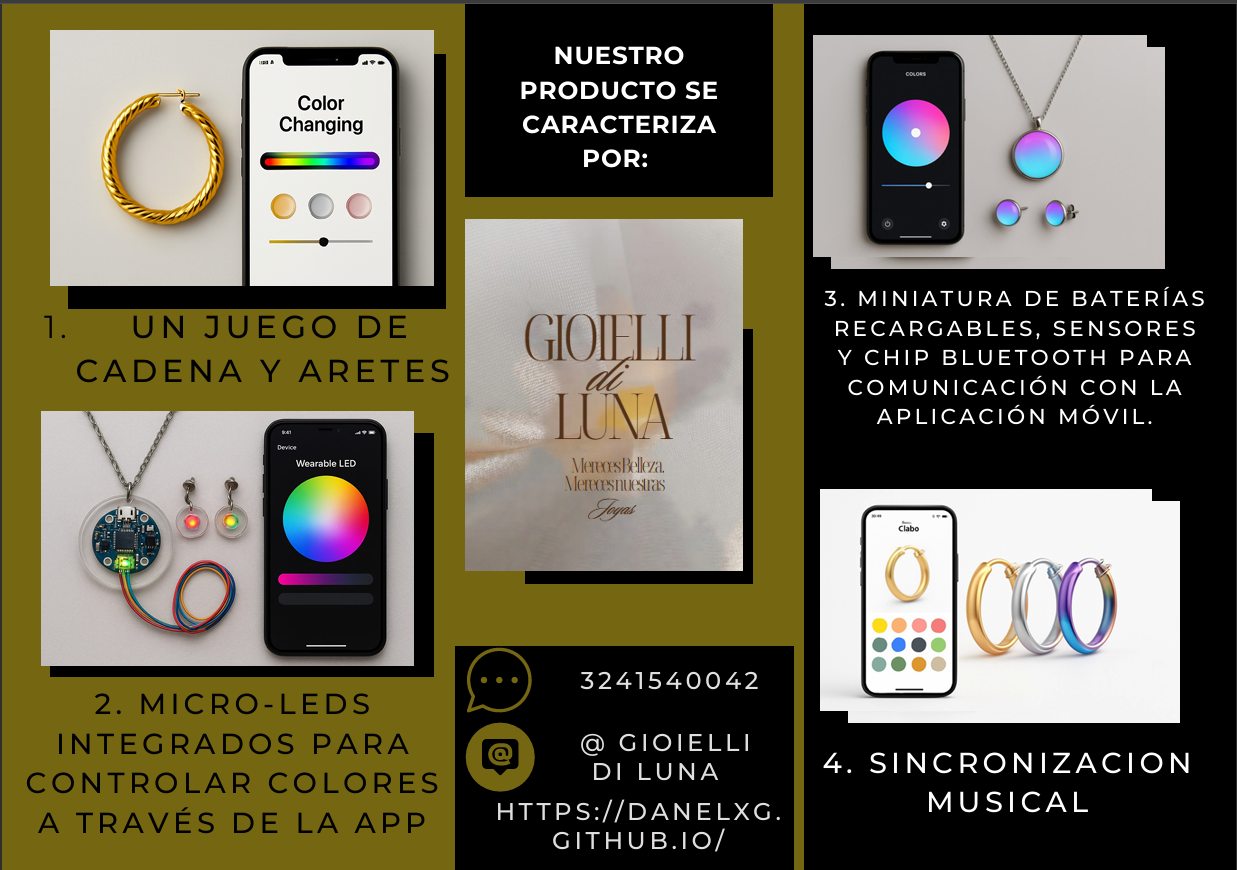 Color
Changing
1. UN JUEGO DE
CADENA Y ARETES
9:41
Device
Wearable LED
2. MICRO-LEDS
INTEGRADOS PARA
CONTROLAR COLORES
A TRAVÉS DE LA APP
NUESTRO
PRODUCTO SE
CARACTERIZA
POR:
GIOIELLI
di
LUNA
Mereces Belleza.
Mereces nuestras
Joyas
3241540042
@ GIOIELLI
DI LUNA
HTTPS://DANELXG.
GITHUB.IO/
COLORS
3. MINIATURA DE BATERÍAS
RECARGABLES, SENSORES
Y CHIP BLUETOOTH PARA
COMUNICACIÓN CON LA
APLICACIÓN MÓVIL.
Clabo
4. SINCRONIZACION
MUSICAL